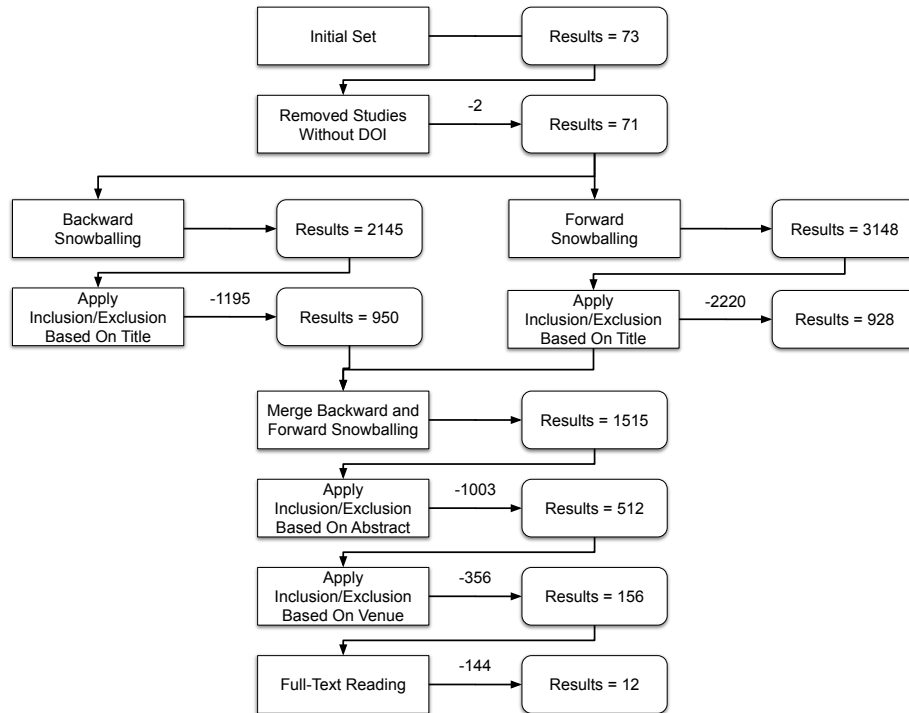 Initial Set
Results = 73
Removed Studies
Without DOI
-2
Results = 71
Backward
Snowballing
Results = 2145
Forward
Snowballing
Results = 3148
Apply
Inclusion/Exclusion
Based On Title
-1195
Results = 950
Apply
Inclusion/Exclusion
Based On Title
-2220
Results = 928
Merge Backward and
Forward Snowballing
Results = 1515
Apply
Inclusion/Exclusion
Based On Abstract
-1003
Results = 512
Apply
Inclusion/Exclusion
Based On Venue
-356
Results = 156
Full-Text Reading
-144
Results = 12